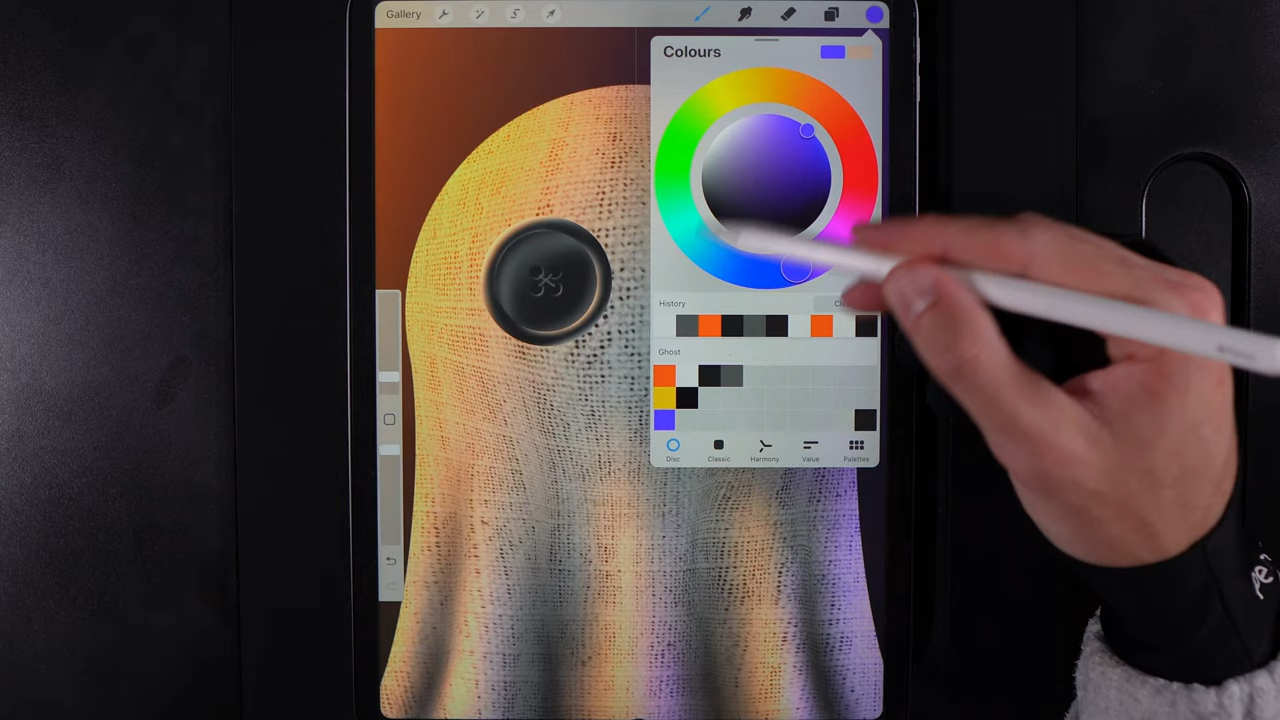 Gallery
Colours
History
Ghost
Disc
Classic
Harmony
Value
Palettes